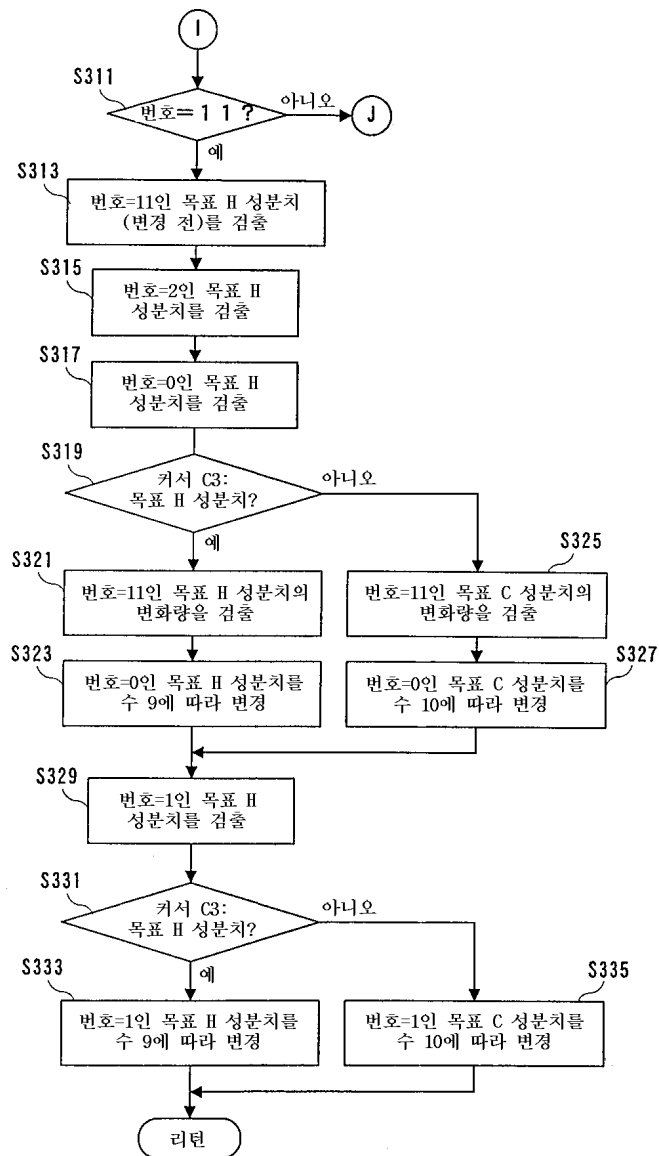 I
S311
번호=11?
아니오
J
예
S313
번호=11인 목표 H 성분치
(변경 전)를 검출
S315
번호=2인 목표 H
성분치를 검출
S317
번호=0인 목표 H
성분치를 검출
S319
커서 C3:
목표 H 성분치?
아니오
예
S321
번호=11인 목표 H 성분치의
변화량을 검출
S325
번호=11인 목표 C 성분치의
변화량을 검출
S323
번호=0인 목표 H 성분치를
수 9에 따라 변경
S327
번호=0인 목표 C 성분치를
수 10에 따라 변경
S329
번호=1인 목표 H
성분치를 검출
S331
커서 C3:
목표 H 성분치?
아니오
예
S333
번호=1인 목표 H 성분치를
수 9에 따라 변경
S335
번호=1인 목표 C 성분치를
수 10에 따라 변경
리턴